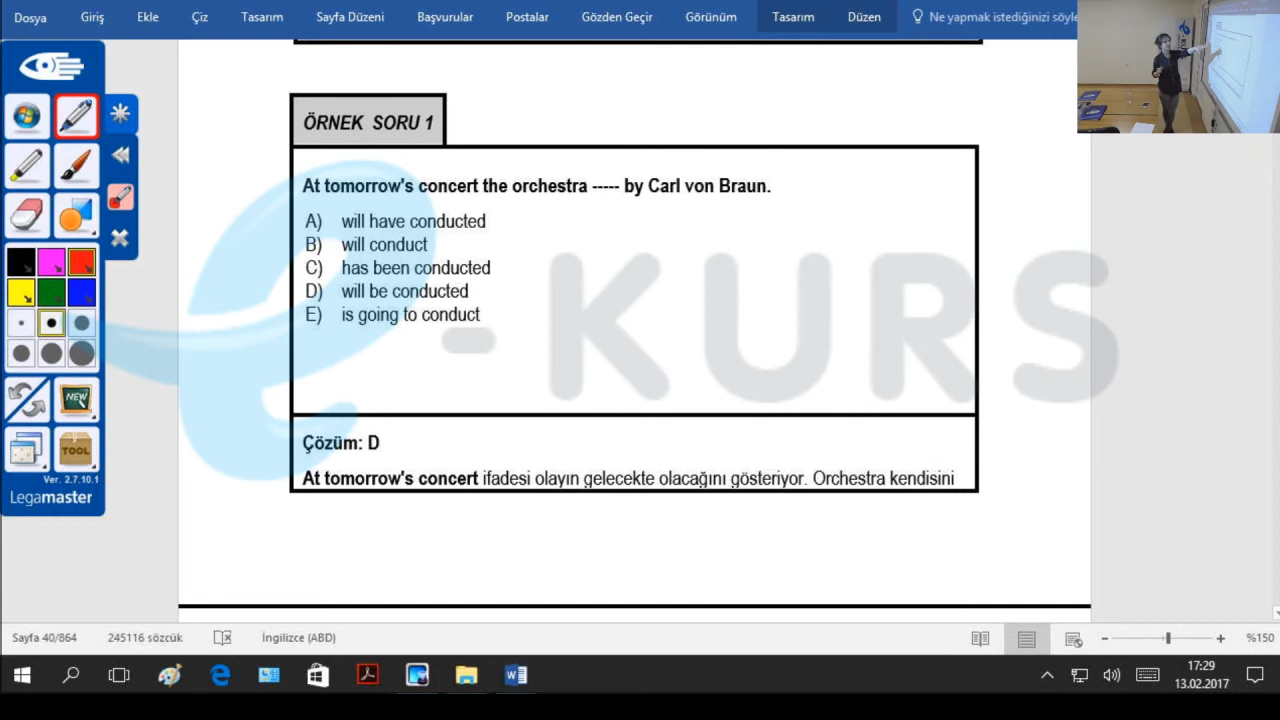 Dosya Giriş Ekle Çiz Tasarım Sayfa Düzeni Başvurular Postalar Gözden Geçir Görünüm Tasarım Düzen Ne yapmak istediğinizi söyle
ÖRNEK SORU 1
At tomorrow's concert the orchestra ----- by Carl von Braun.
A) will have conducted
B) will conduct
C) has been conducted
D) will be conducted
E) is going to conduct
e-KURS
Çözüm: D
At tomorrow's concert ifadesi olayın gelecekte olacağını gösteriyor. Orchestra kendisini
NEW
TOOL
Ver. 2.7.10.1
Legamaster
Sayfa 40/864 245116 sözcük İngilizce (ABD) %150
17:29
13.02.2017